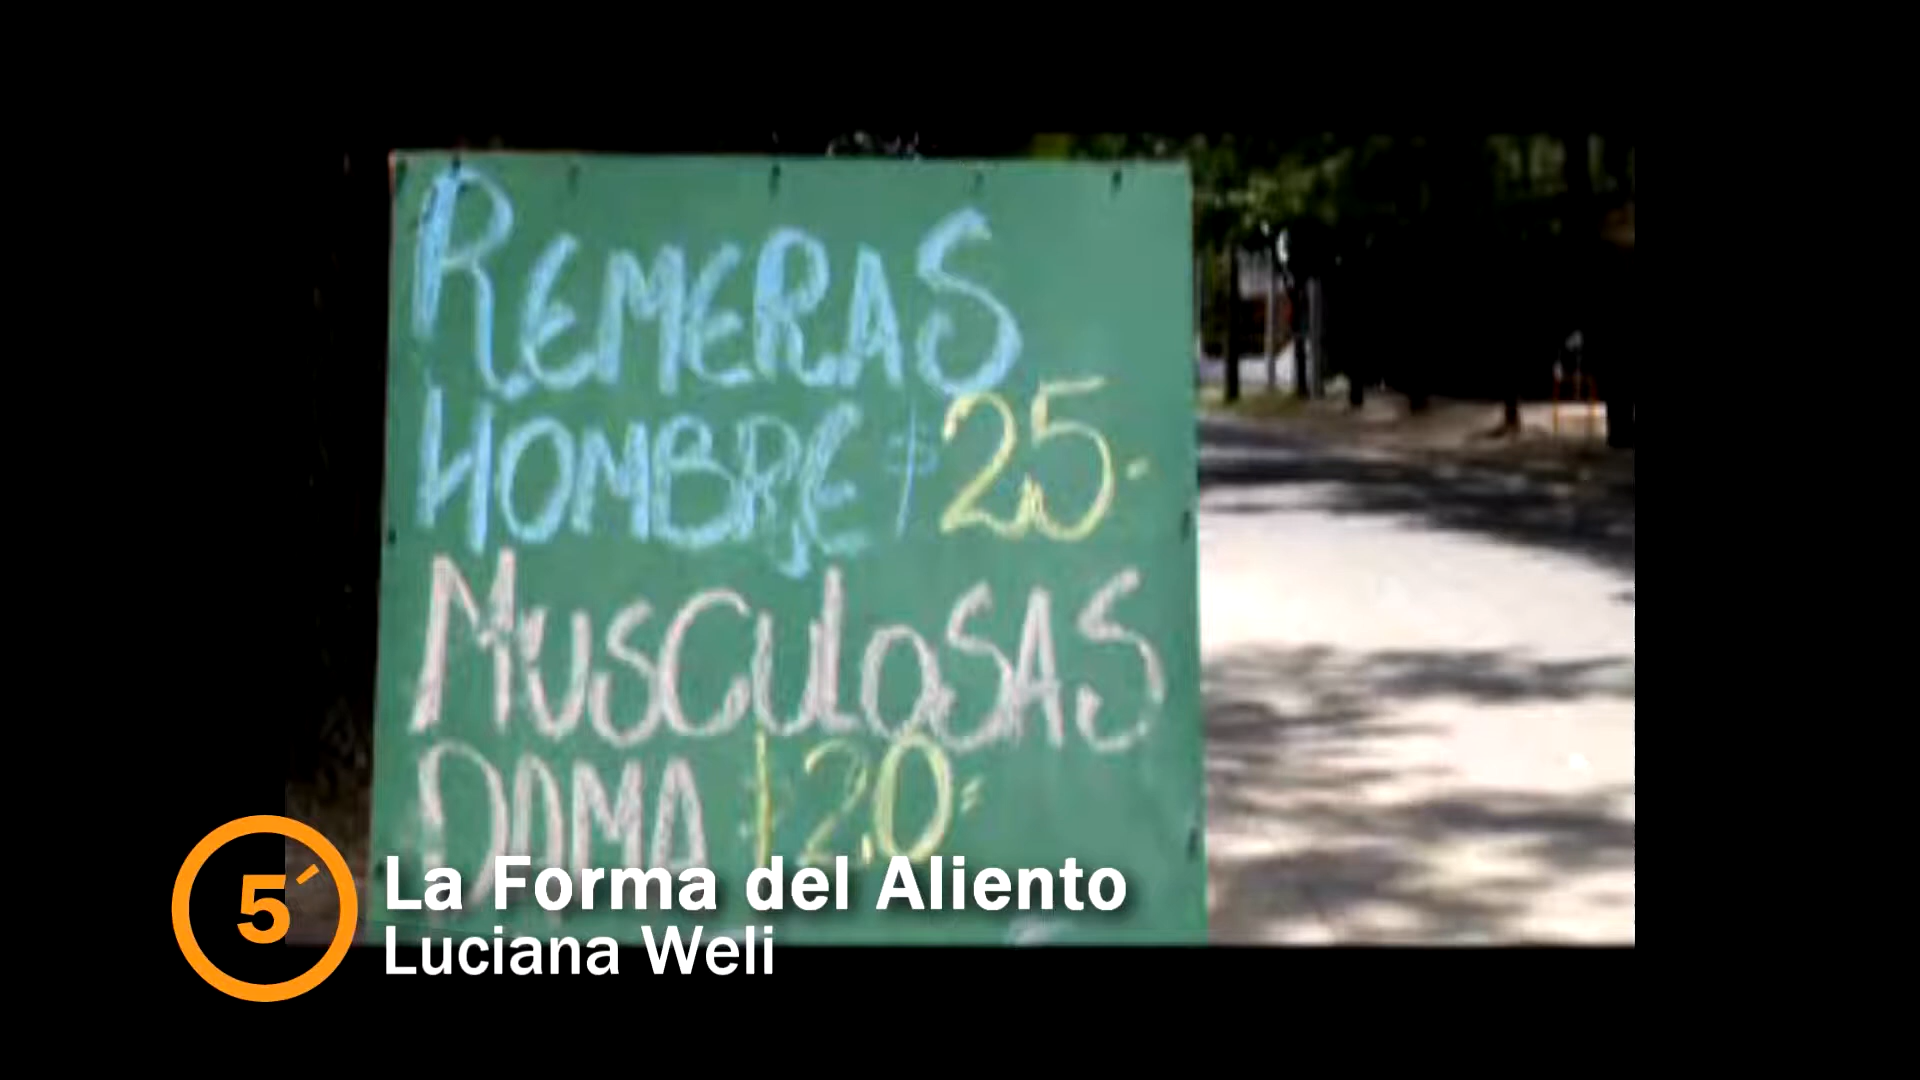 REMERAS
HOMBRE $25.-
MUSCULOSAS
DAMA $20=
5´
La Forma del Aliento
Luciana Weli